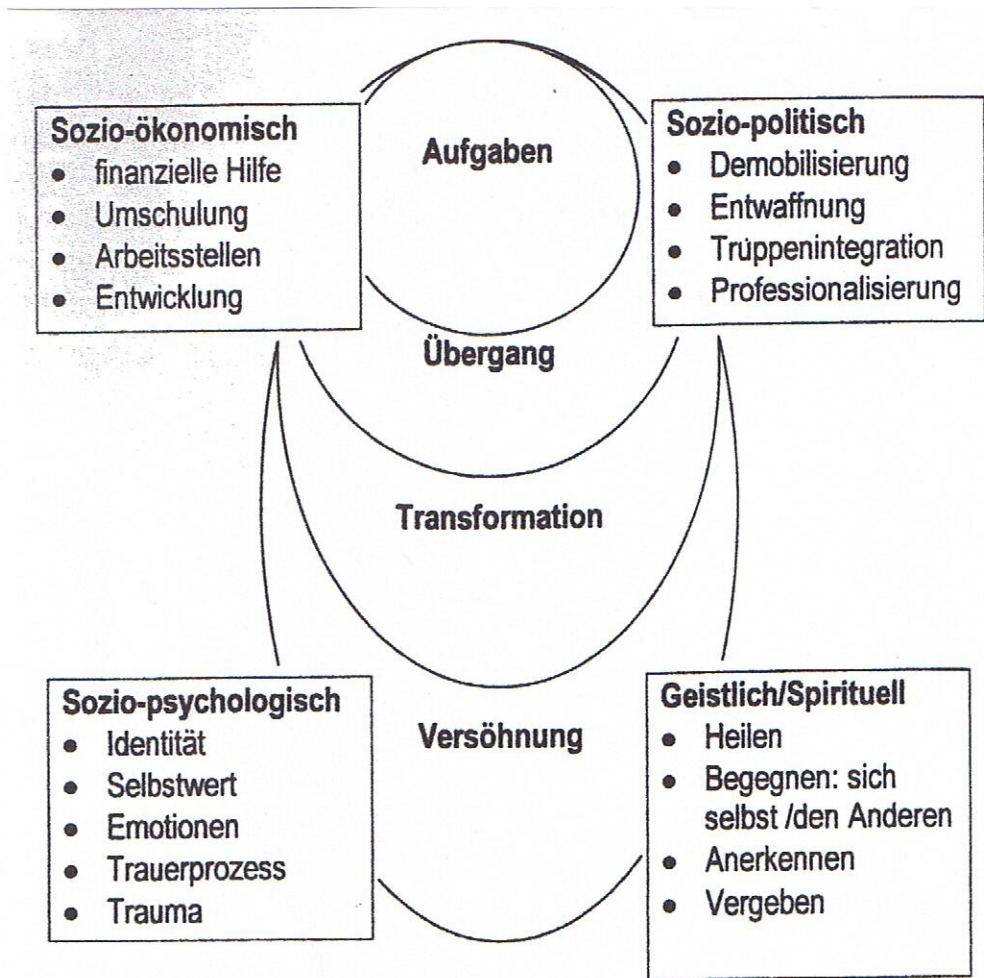 Sozio-ökonomisch
• finanzielle Hilfe
• Umschulung
• Arbeitsstellen
• Entwicklung
Aufgaben
Sozio-politisch
• Demobilisierung
• Entwaffnung
• Truppenintegration
• Professionalisierung
Übergang
Transformation
Sozio-psychologisch
• Identität
• Selbstwert
• Emotionen
• Trauerprozess
• Trauma
Versöhnung
Geistlich/Spirituell
• Heilen
• Begegnen: sich
selbst /den Anderen
• Anerkennen
• Vergeben